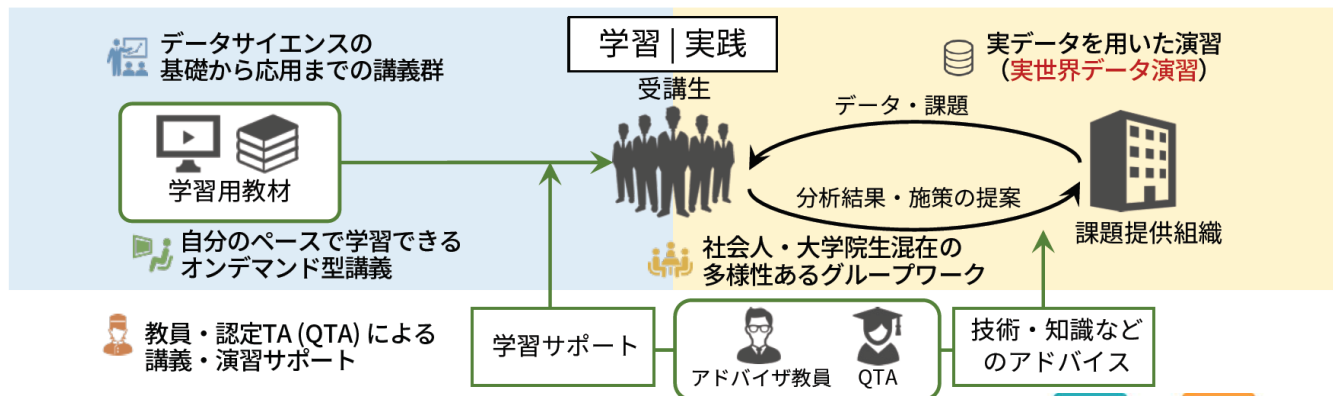 データサイエンスの
基礎から応用までの講義群
学習用教材
自分のペースで学習できる
オンデマンド型講義
学習 | 実践
受講生
実データを用いた演習
（実世界データ演習）
データ・課題
分析結果・施策の提案
課題提供組織
社会人・大学院生混在の
多様性あるグループワーク
教員・認定TA (QTA) による
講義・演習サポート
学習サポート
アドバイザ教員
QTA
技術・知識など
のアドバイス